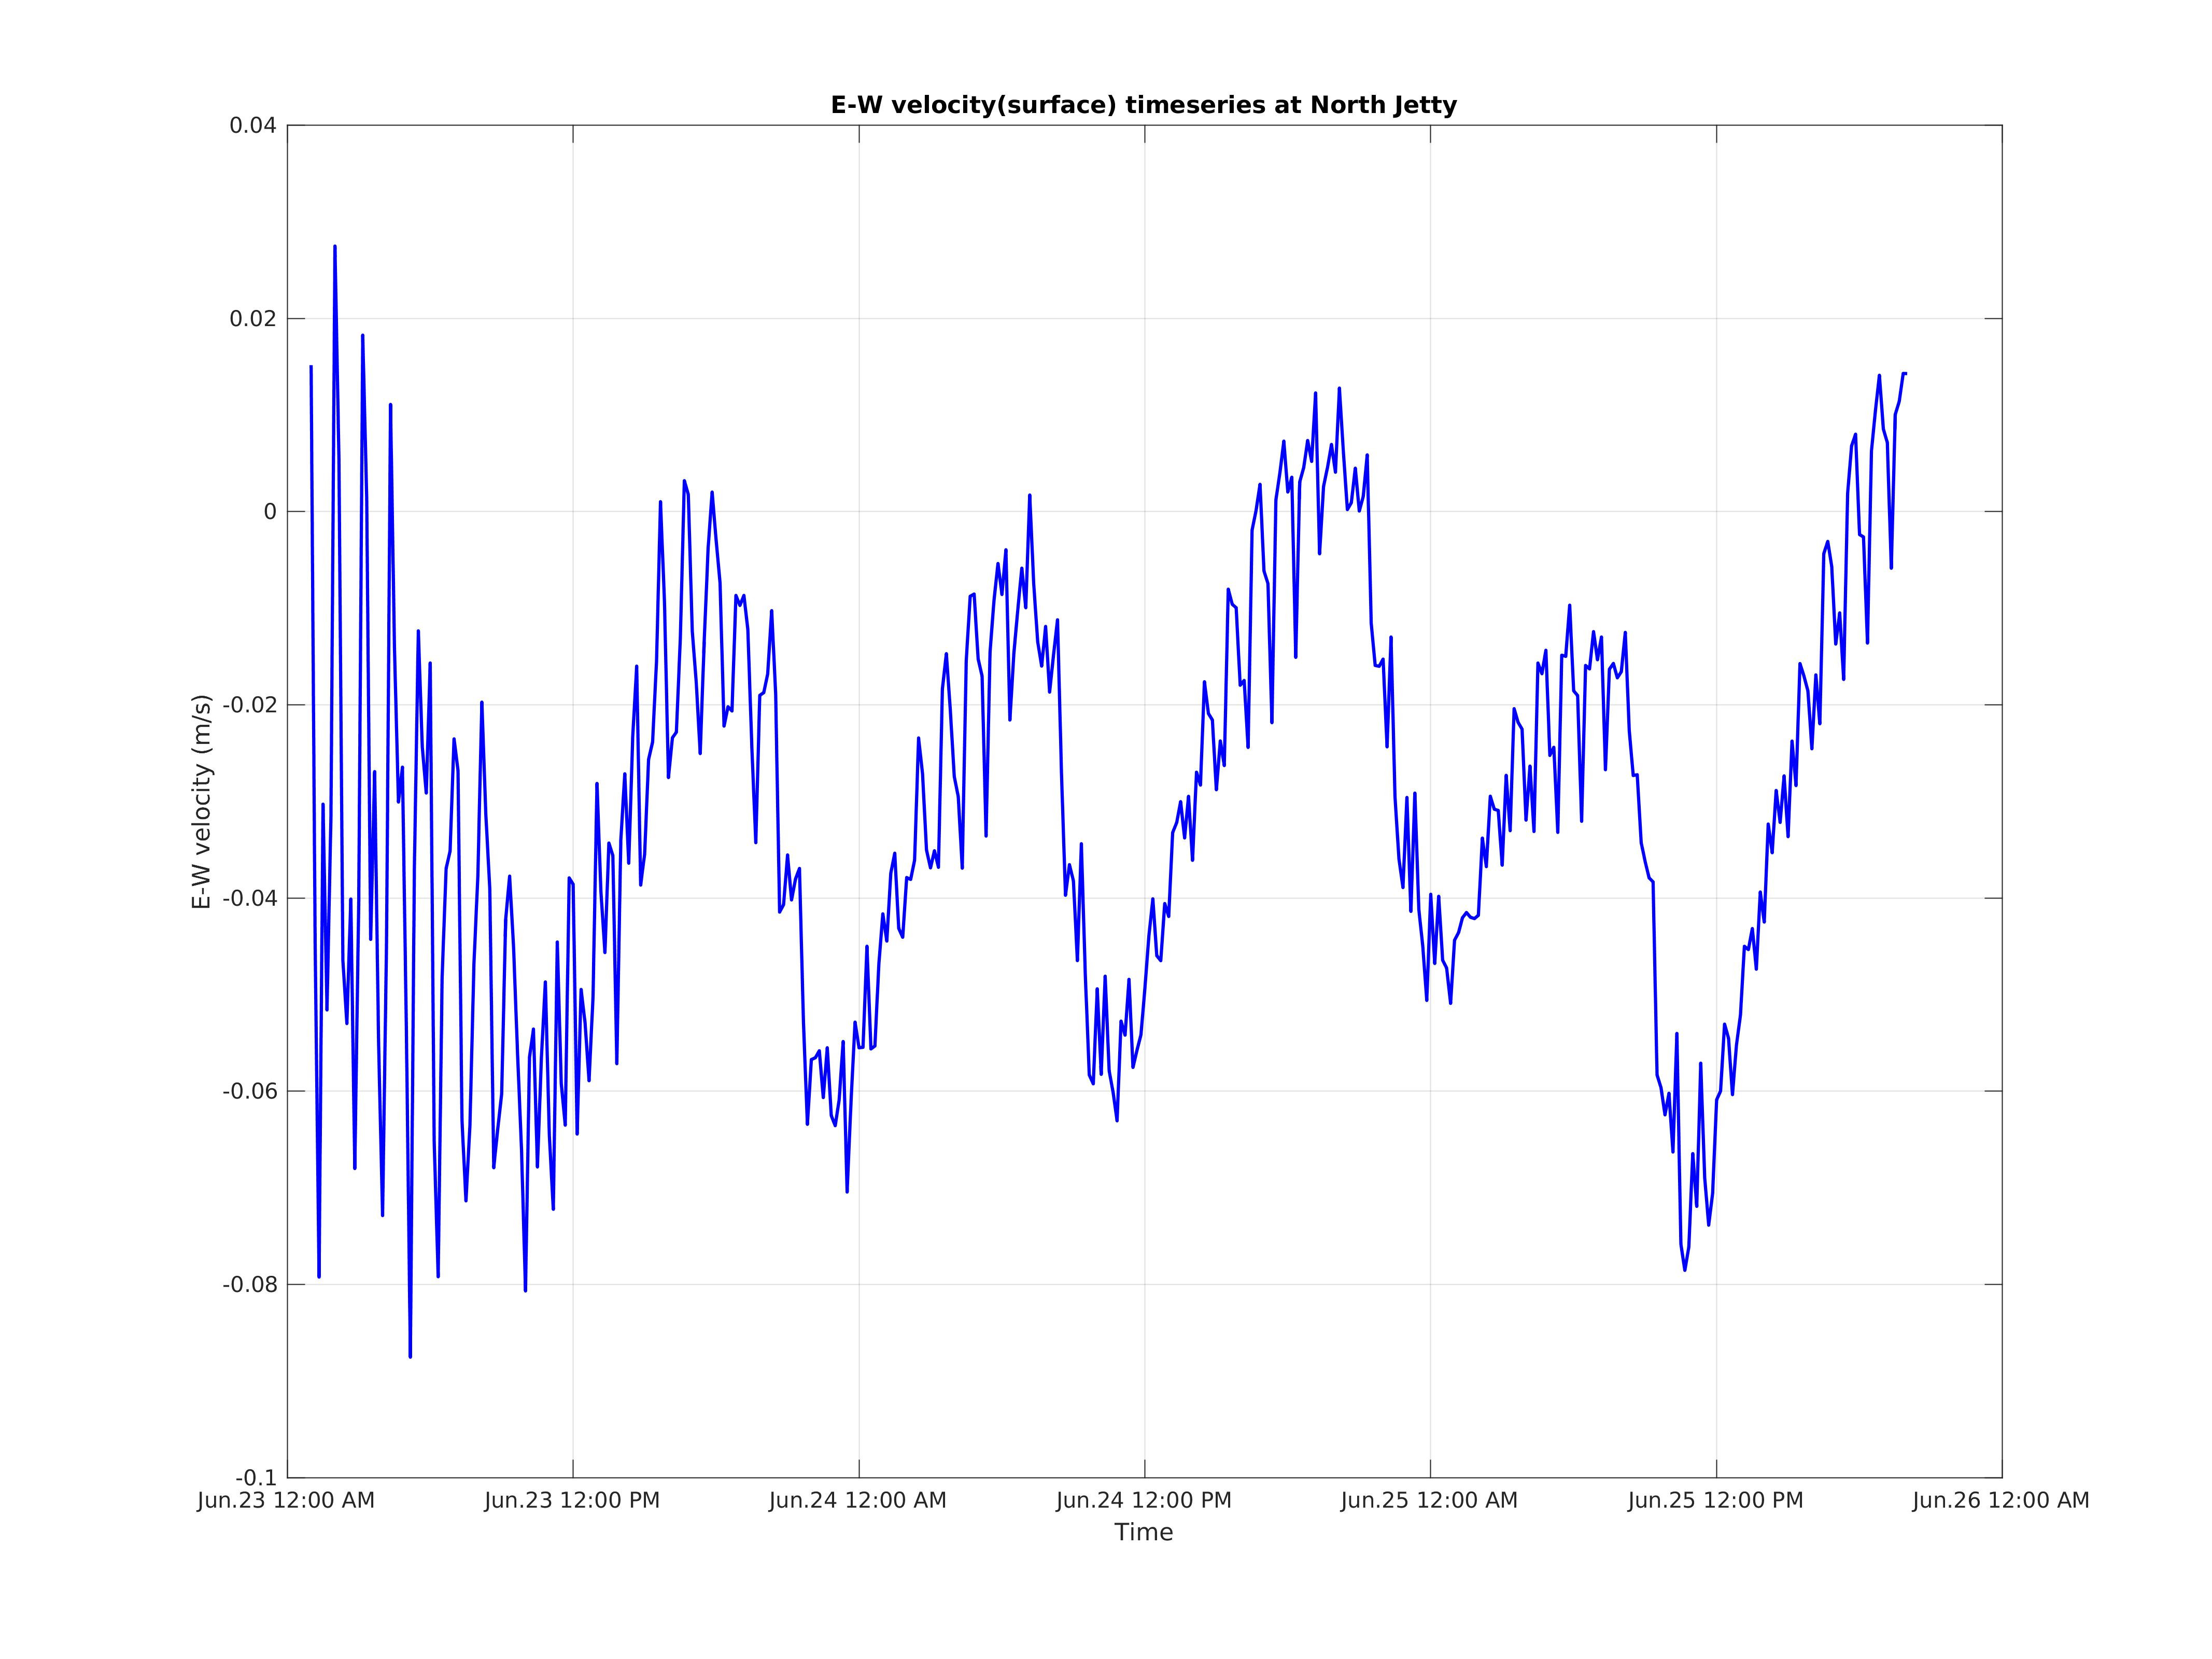 E-W velocity(surface) timeseries at North Jetty
0.04
0.02
0
-0.02
-0.04
-0.06
-0.08
-0.1
E-W velocity (m/s)
Jun.23 12:00 AM Jun.23 12:00 PM Jun.24 12:00 AM Jun.24 12:00 PM Jun.25 12:00 AM Jun.25 12:00 PM Jun.26 12:00 AM
Time